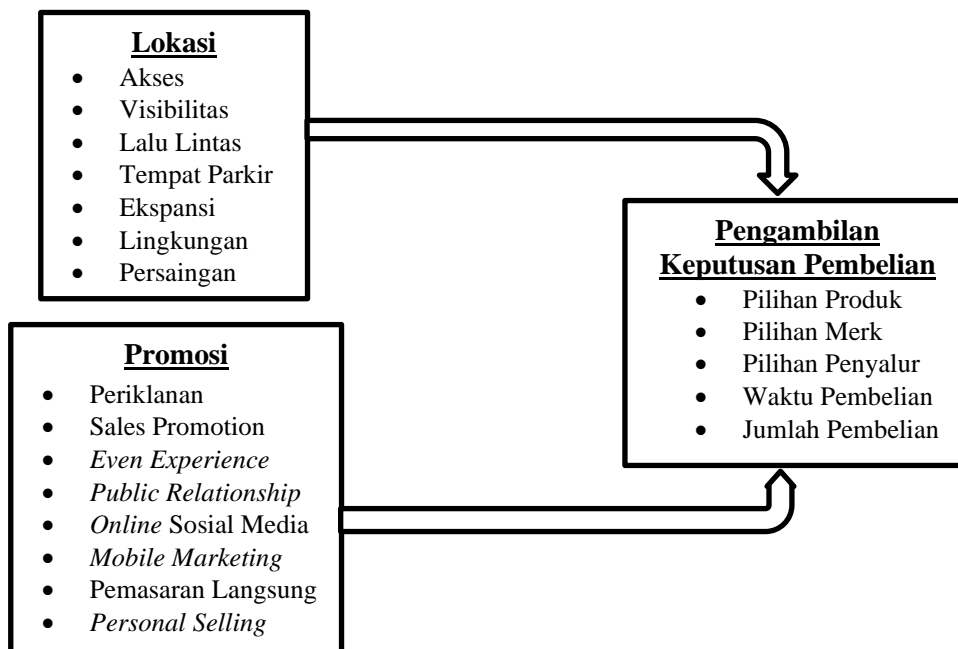 Lokasi
• Akses
• Visibilitas
• Lalu Lintas
• Tempat Parkir
• Ekspansi
• Lingkungan
• Persaingan
Promosi
• Periklanan
• Sales Promotion
• Even Experience
• Public Relationship
• Online Sosial Media
• Mobile Marketing
• Pemasaran Langsung
• Personal Selling
Pengambilan
Keputusan Pembelian
• Pilihan Produk
• Pilihan Merk
• Pilihan Penyalur
• Waktu Pembelian
• Jumlah Pembelian